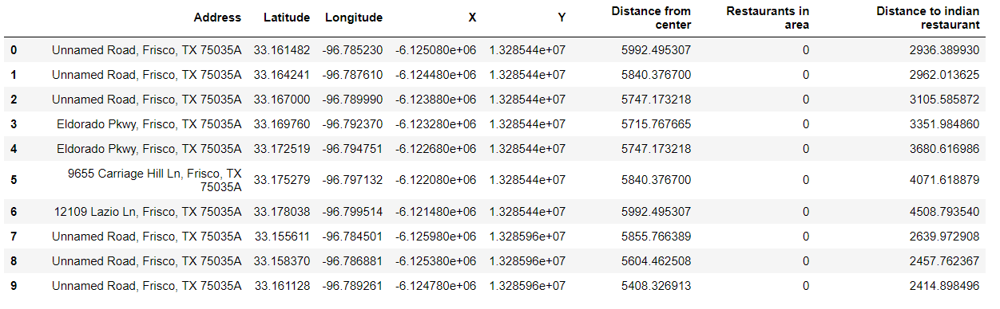 Address Latitude Longitude X Y Distance from center Restaurants in area Distance to indian restaurant
0 Unnamed Road, Frisco, TX 75035A 33.161482 -96.785230 -6.125080e+06 1.328544e+07 5992.495307 0 2936.389930
1 Unnamed Road, Frisco, TX 75035A 33.164241 -96.787610 -6.124480e+06 1.328544e+07 5840.376700 0 2962.013625
2 Unnamed Road, Frisco, TX 75035A 33.167000 -96.789990 -6.123880e+06 1.328544e+07 5747.173218 0 3105.585872
3 Eldorado Pkwy, Frisco, TX 75035A 33.169760 -96.792370 -6.123280e+06 1.328544e+07 5715.767665 0 3351.984860
4 Eldorado Pkwy, Frisco, TX 75035A 33.172519 -96.794751 -6.122680e+06 1.328544e+07 5747.173218 0 3680.616986
5 9655 Carriage Hill Ln, Frisco, TX 75035A 33.175279 -96.797132 -6.122080e+06 1.328544e+07 5840.376700 0 4071.618879
6 12109 Lazio Ln, Frisco, TX 75035A 33.178038 -96.799514 -6.121480e+06 1.328544e+07 5992.495307 0 4508.793540
7 Unnamed Road, Frisco, TX 75035A 33.155611 -96.784501 -6.125980e+06 1.328596e+07 5855.766389 0 2639.972908
8 Unnamed Road, Frisco, TX 75035A 33.158370 -96.786881 -6.125380e+06 1.328596e+07 5604.462508 0 2457.762367
9 Unnamed Road, Frisco, TX 75035A 33.161128 -96.789261 -6.124780e+06 1.328596e+07 5408.326913 0 2414.898496